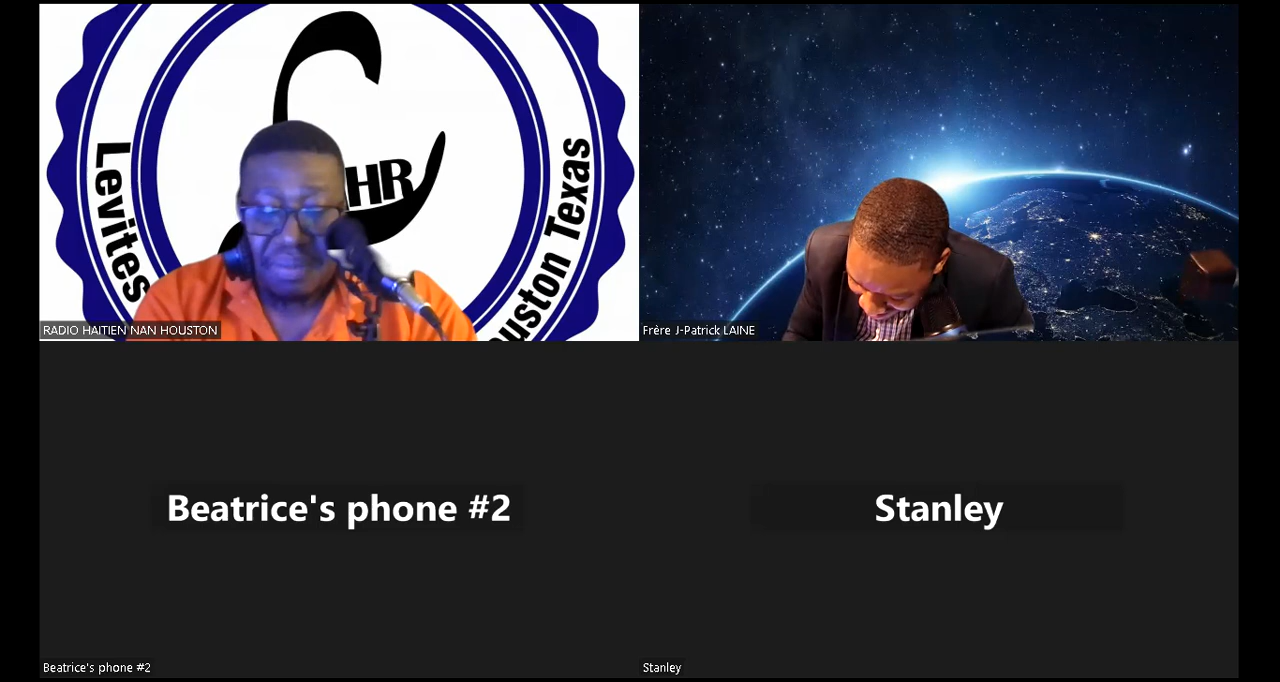 Levites
HR
Houston Texas
RADIO HAITIEN NAN HOUSTON
Frère J-Patrick LAINE
Beatrice's phone #2
Stanley
Beatrice's phone #2
Stanley